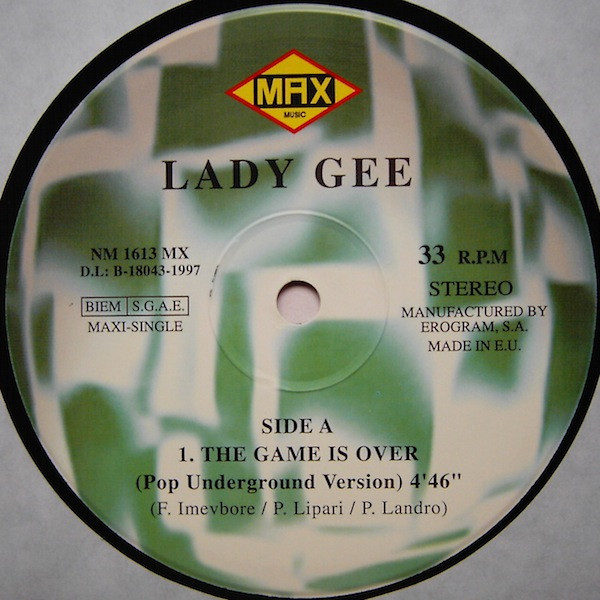 MAX
MUSIC
LADY GEE
NM 1613 MX
D.L: B-18043-1997
BIEM S.G.A.E.
MAXI-SINGLE
33 R.P.M
STEREO
MANUFACTURED BY
EROGRAM, S.A.
MADE IN E.U.
SIDE A
1. THE GAME IS OVER
(Pop Underground Version) 4'46"
(F. Imevbore / P. Lipari / P. Landro)